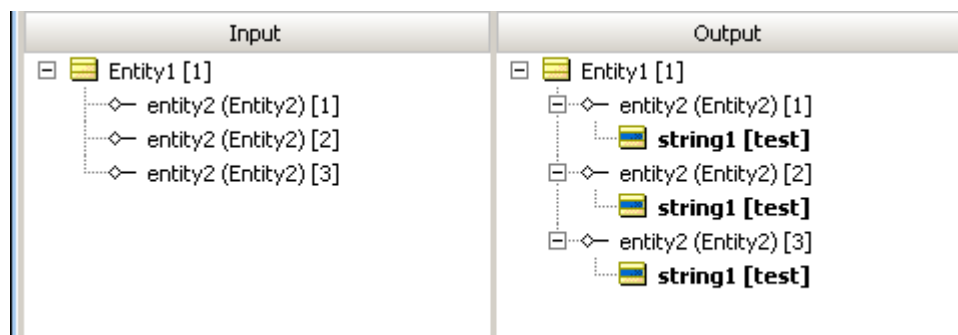 Input
Entity1 [1]
entity2 (Entity2) [1]
entity2 (Entity2) [2]
entity2 (Entity2) [3]
Output
Entity1 [1]
entity2 (Entity2) [1]
string1 [test]
entity2 (Entity2) [2]
string1 [test]
entity2 (Entity2) [3]
string1 [test]